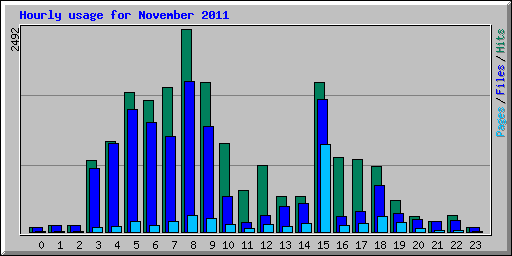 Hourly usage for November 2011
2492
Pages / Files / Hits
0 1 2 3 4 5 6 7 8 9 10 11 12 13 14 15 16 17 18 19 20 21 22 23